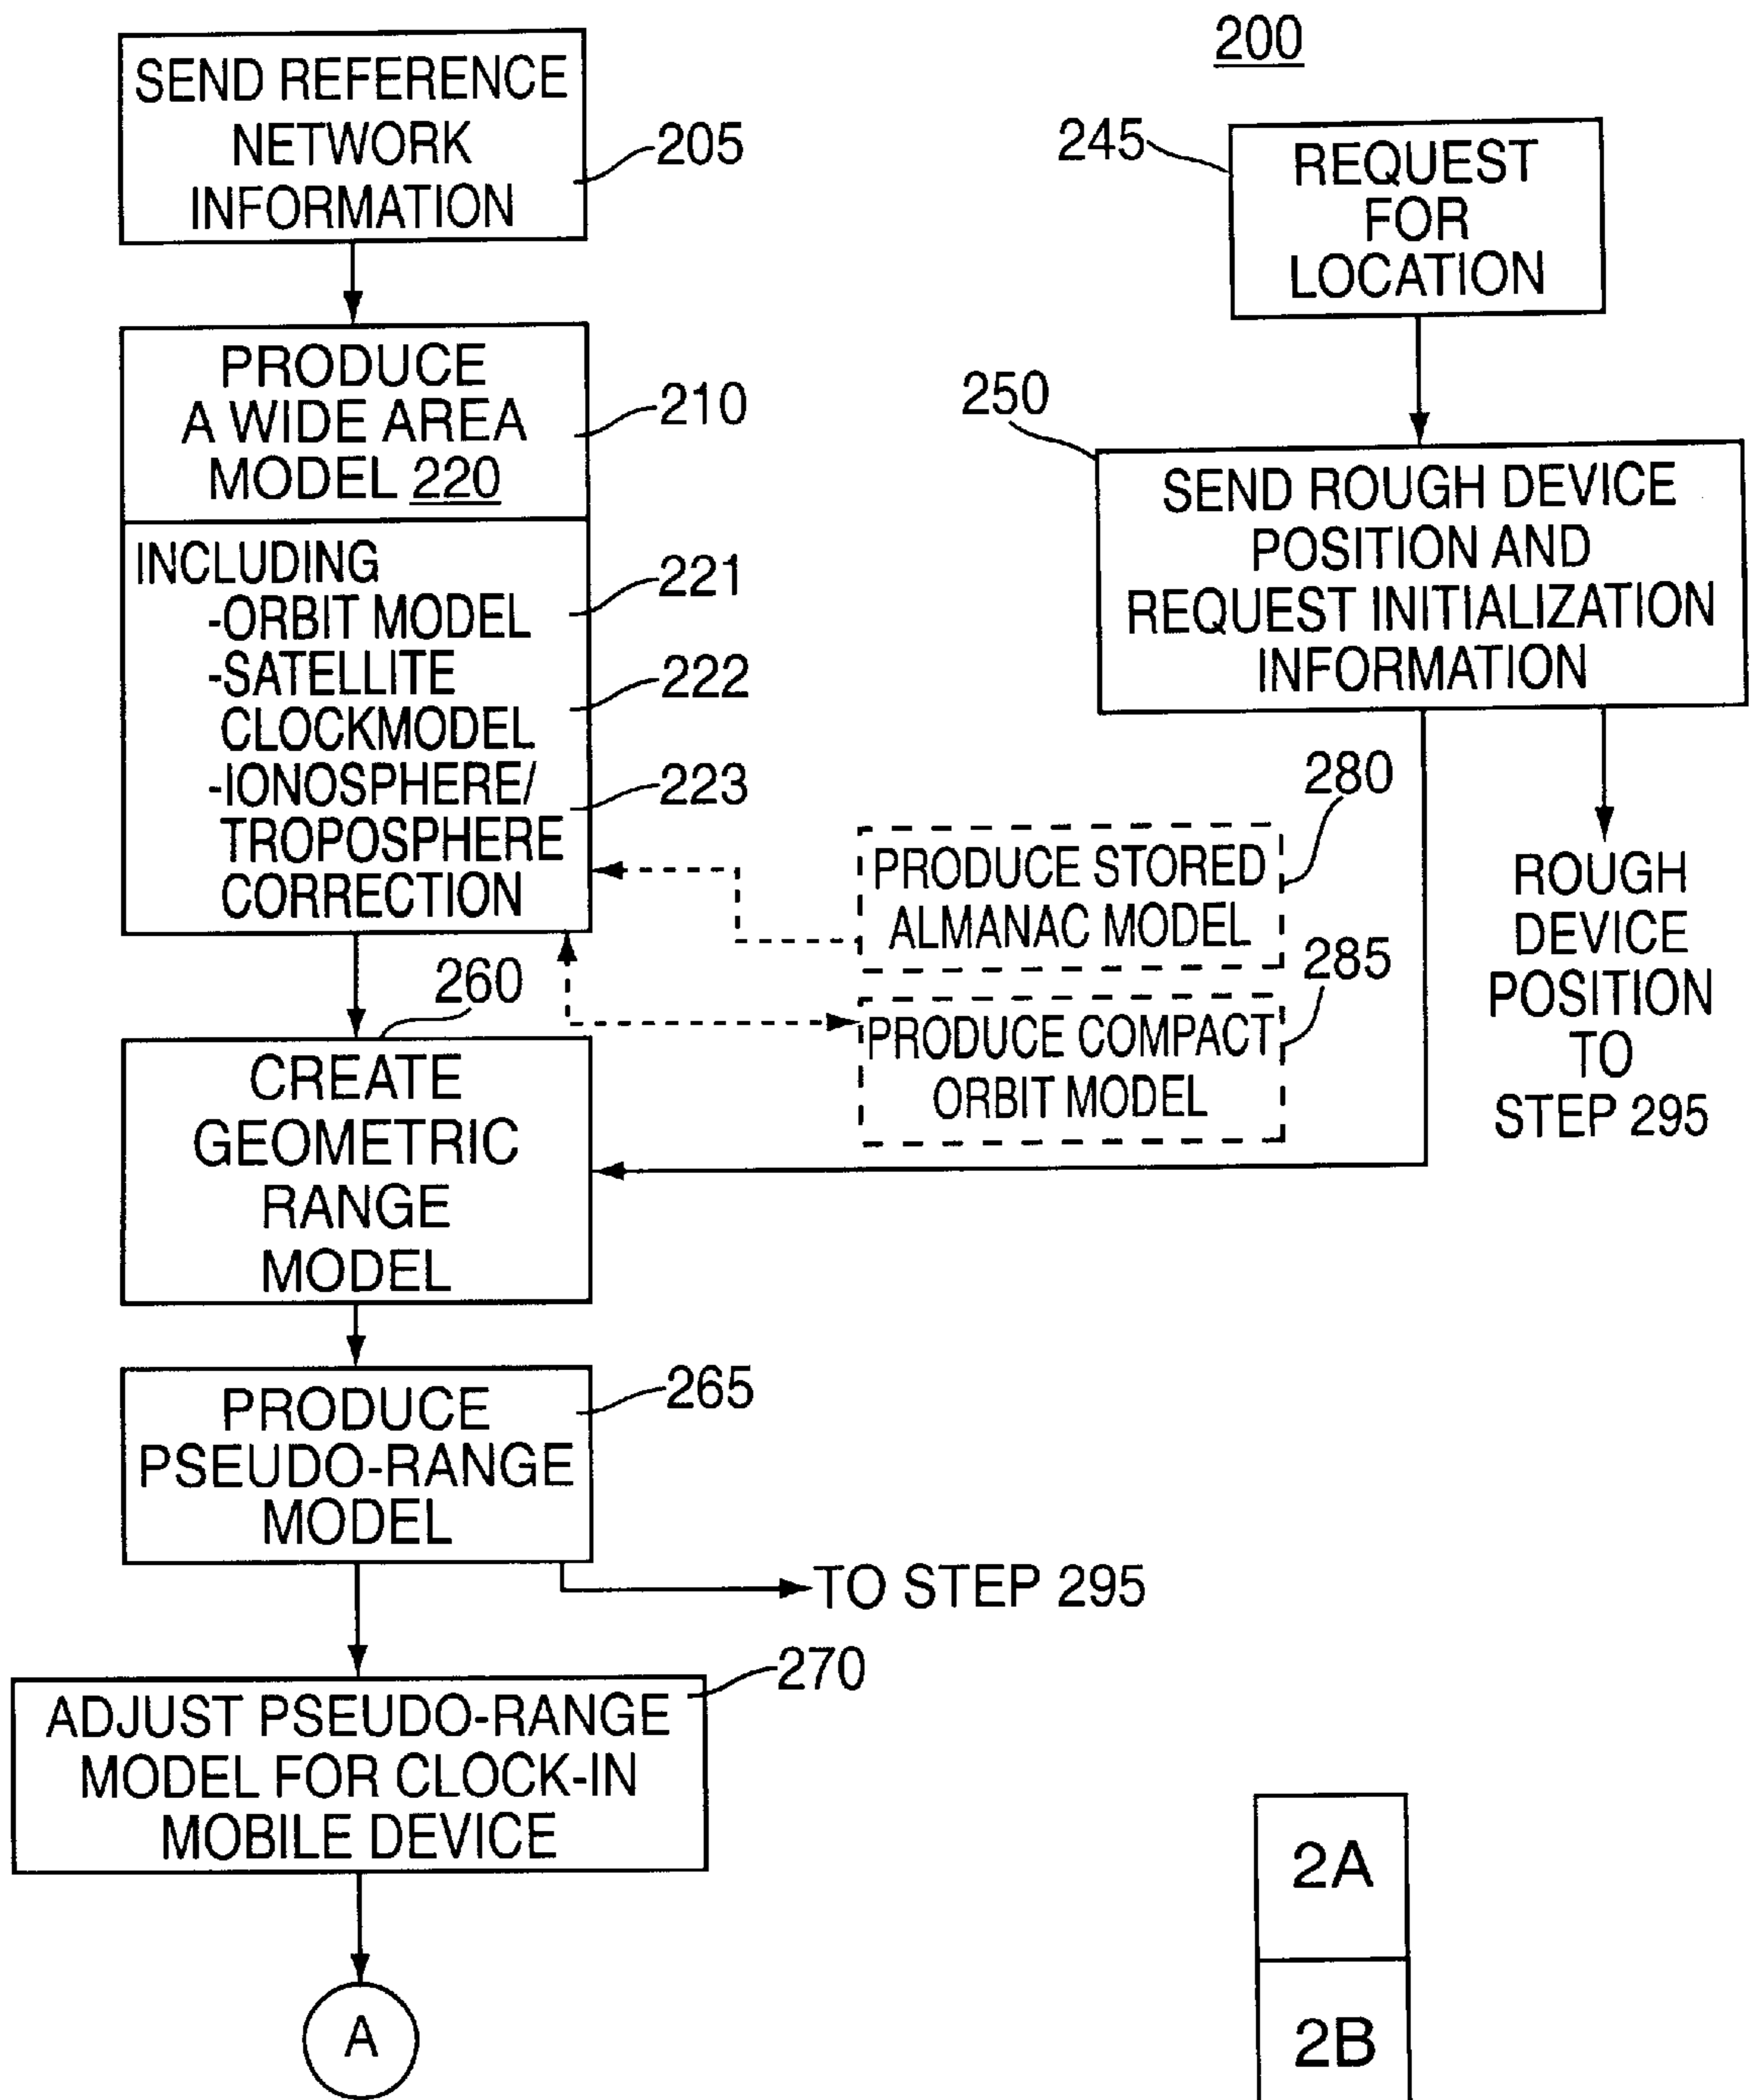 200
SEND REFERENCE
NETWORK
INFORMATION
205
PRODUCE
A WIDE AREA
MODEL 220
210
INCLUDING
-ORBIT MODEL
-SATELLITE
CLOCKMODEL
-IONOSPHERE/
TROPOSPHERE
CORRECTION
221
222
223
245
REQUEST
FOR
LOCATION
250
SEND ROUGH DEVICE
POSITION AND
REQUEST INITIALIZATION
INFORMATION
280
PRODUCE STORED
ALMANAC MODEL
285
PRODUCE COMPACT
ORBIT MODEL
ROUGH
DEVICE
POSITION
TO
STEP 295
260
CREATE
GEOMETRIC
RANGE
MODEL
265
PRODUCE
PSEUDO-RANGE
MODEL
TO STEP 295
270
ADJUST PSEUDO-RANGE
MODEL FOR CLOCK-IN
MOBILE DEVICE
A
2A
2B